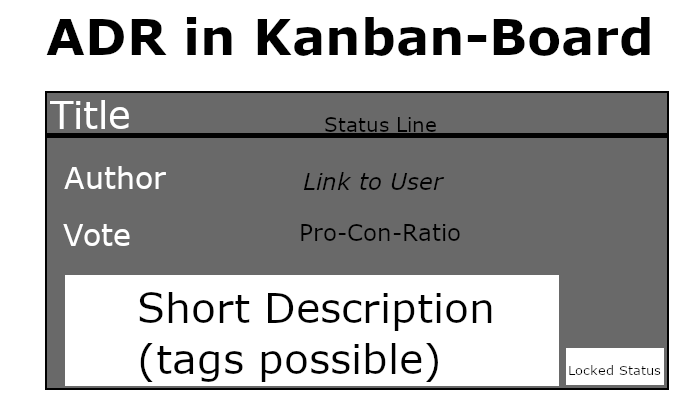 ADR in Kanban-Board
Title
Status Line
Author
Link to User
Vote
Pro-Con-Ratio
Short Description
(tags possible)
Locked Status